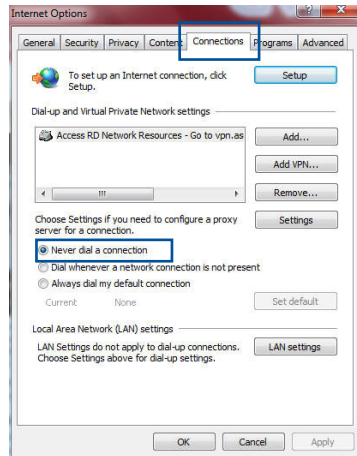 Internet Options
General Security Privacy Content Connections Programs Advanced
To set up an Internet connection, click
Setup.
Setup
Dial-up and Virtual Private Network settings
Access RD Network Resources - Go to vpn.as
Add...
Add VPN...
Remove...
Choose Settings if you need to configure a proxy
server for a connection.
Settings
Never dial a connection
Dial whenever a network connection is not present
Always dial my default connection
Current None
Set default
Local Area Network (LAN) settings
LAN Settings do not apply to dial-up connections.
Choose Settings above for dial-up settings.
LAN settings
OK Cancel Apply